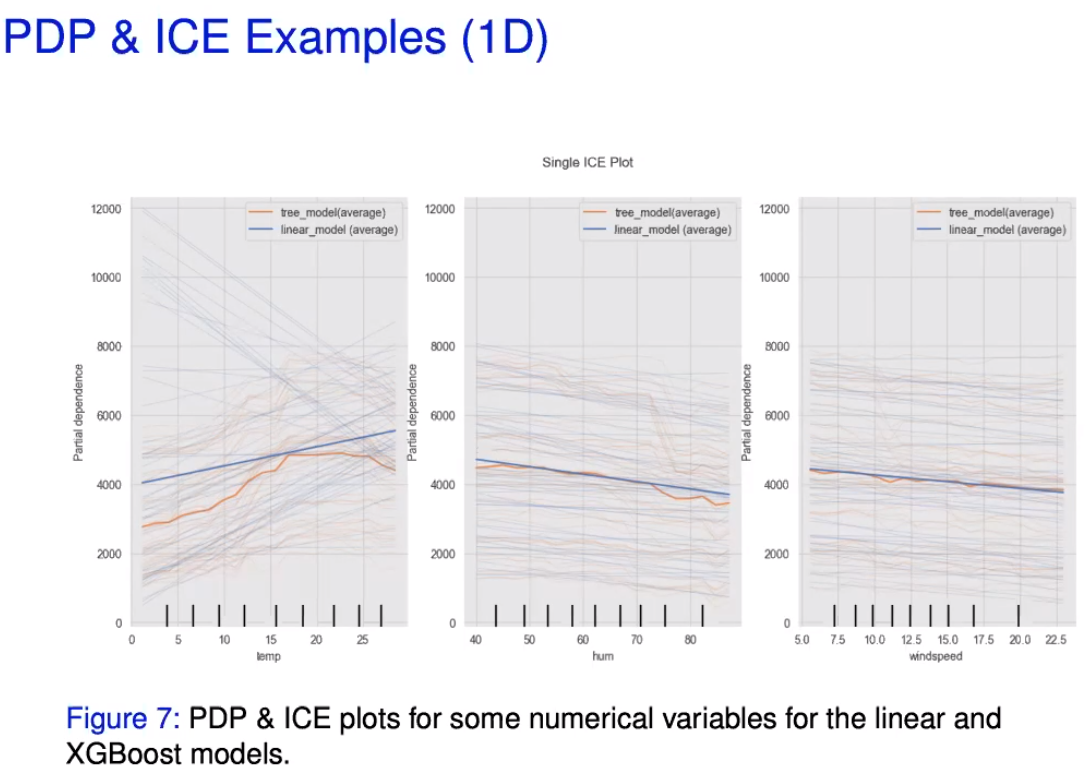 PDP & ICE Examples (1D)
Single ICE Plot
12000
10000
8000
6000
4000
2000
0
Partial dependence
tree_model(average)
linear_model (average)
0 5 10 15 20 25
temp
12000
10000
8000
6000
4000
2000
0
Partial dependence
tree_model(average)
linear_model (average)
40 50 60 70 80
hum
12000
10000
8000
6000
4000
2000
0
Partial dependence
tree_model(average)
linear_model (average)
5.0 7.5 10.0 12.5 15.0 17.5 20.0 22.5
windspeed
Figure 7: PDP & ICE plots for some numerical variables for the linear and
XGBoost models.